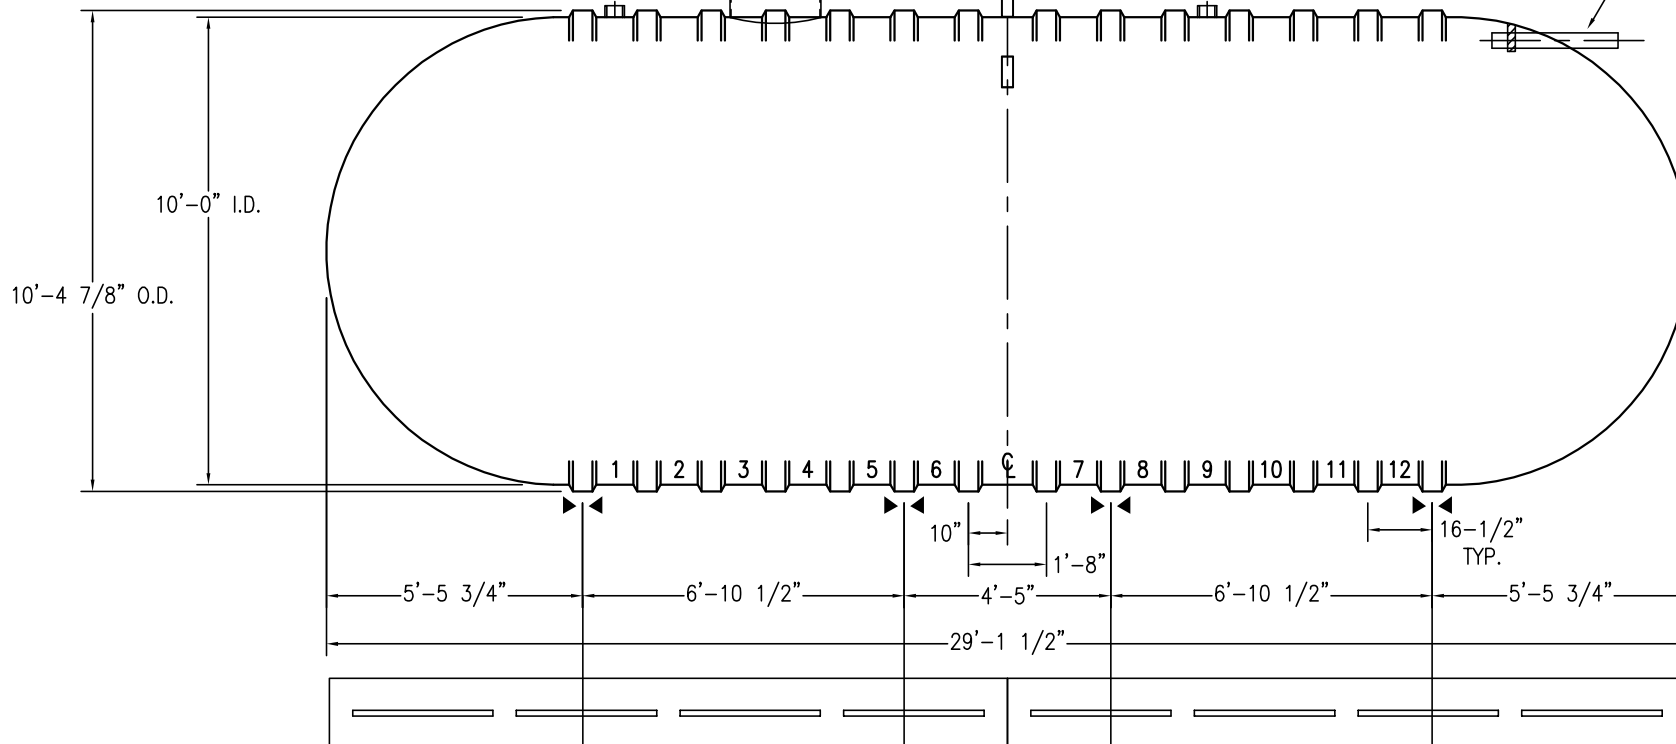 10'-0" I.D.
10'-4 7/8" O.D.
1 2 3 4 5 6 ℄ 7 8 9 10 11 12
10"
16-1/2"
TYP.
1'-8"
5'-5 3/4" 6'-10 1/2" 4'-5" 6'-10 1/2" 5'-5 3/4"
29'-1 1/2"